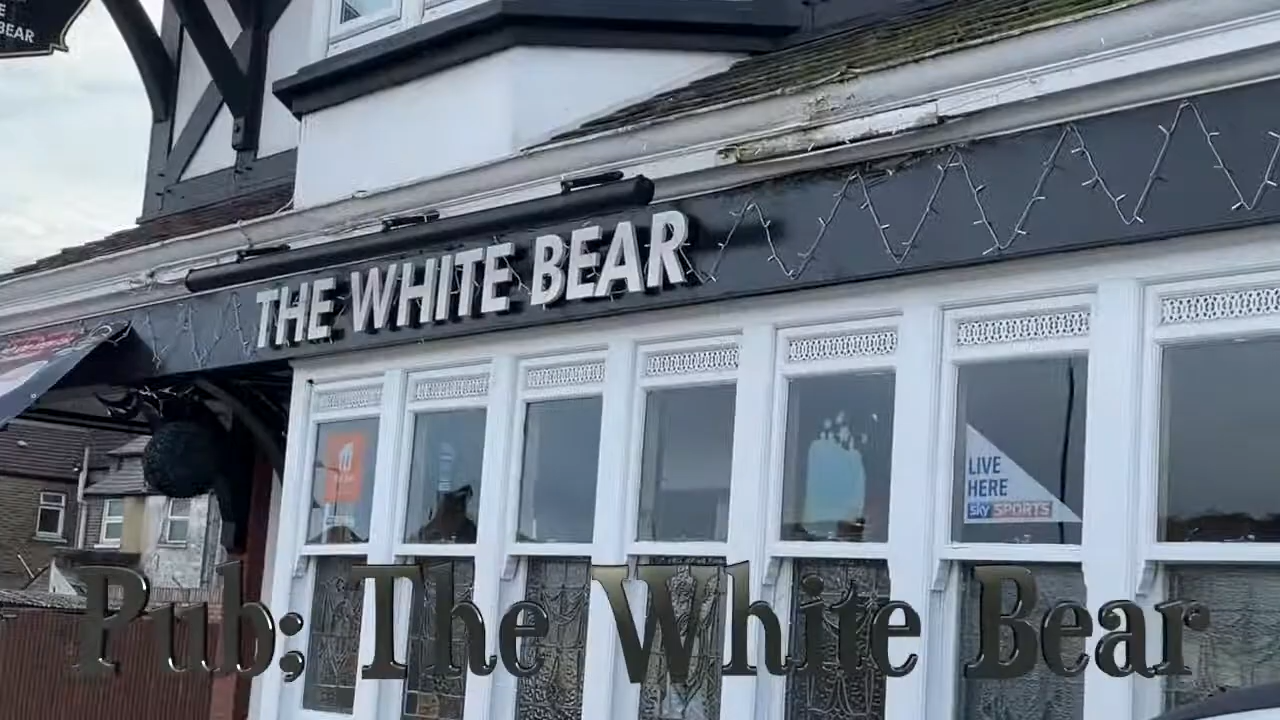 BEAR
THE WHITE BEAR
LIVE
HERE
sky SPORTS
Pub; The White Bear